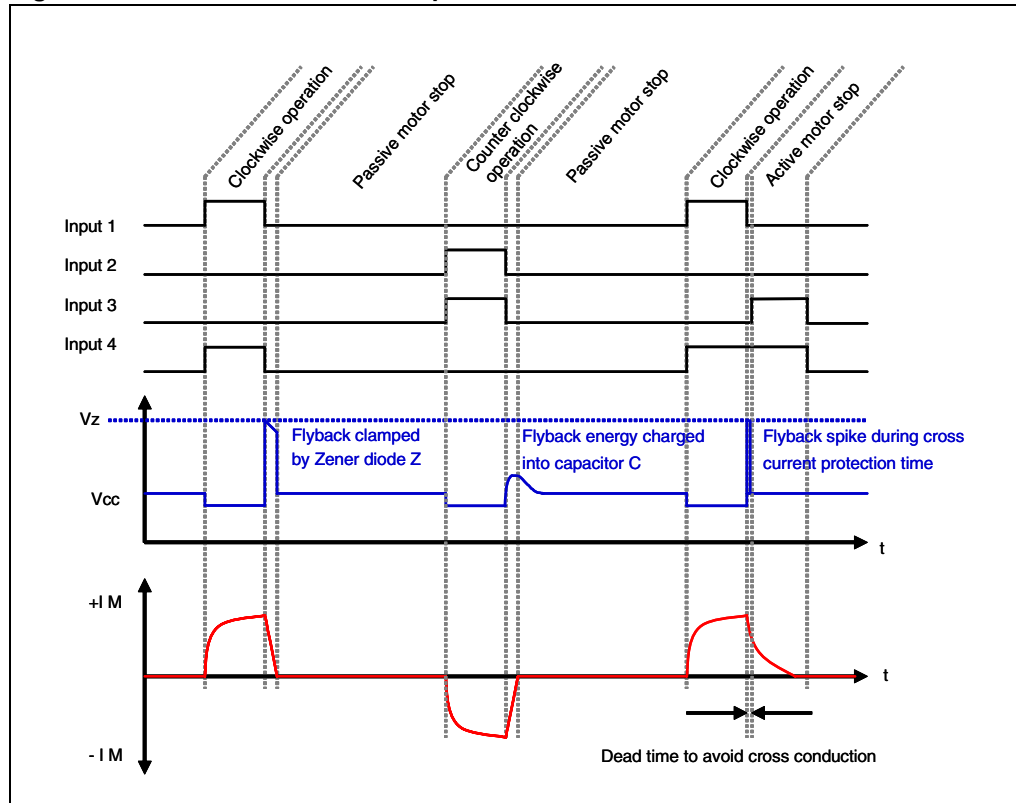 Clockwise operation
Passive motor stop
Counter clockwise
operation
Passive motor stop
Clockwise operation
Active motor stop
Input 1
Input 2
Input 3
Input 4
Vz
Flyback clamped
by Zener diode Z
Flyback energy charged
into capacitor C
Flyback spike during cross
current protection time
Vcc
t
+I M
t
- I M
Dead time to avoid cross conduction